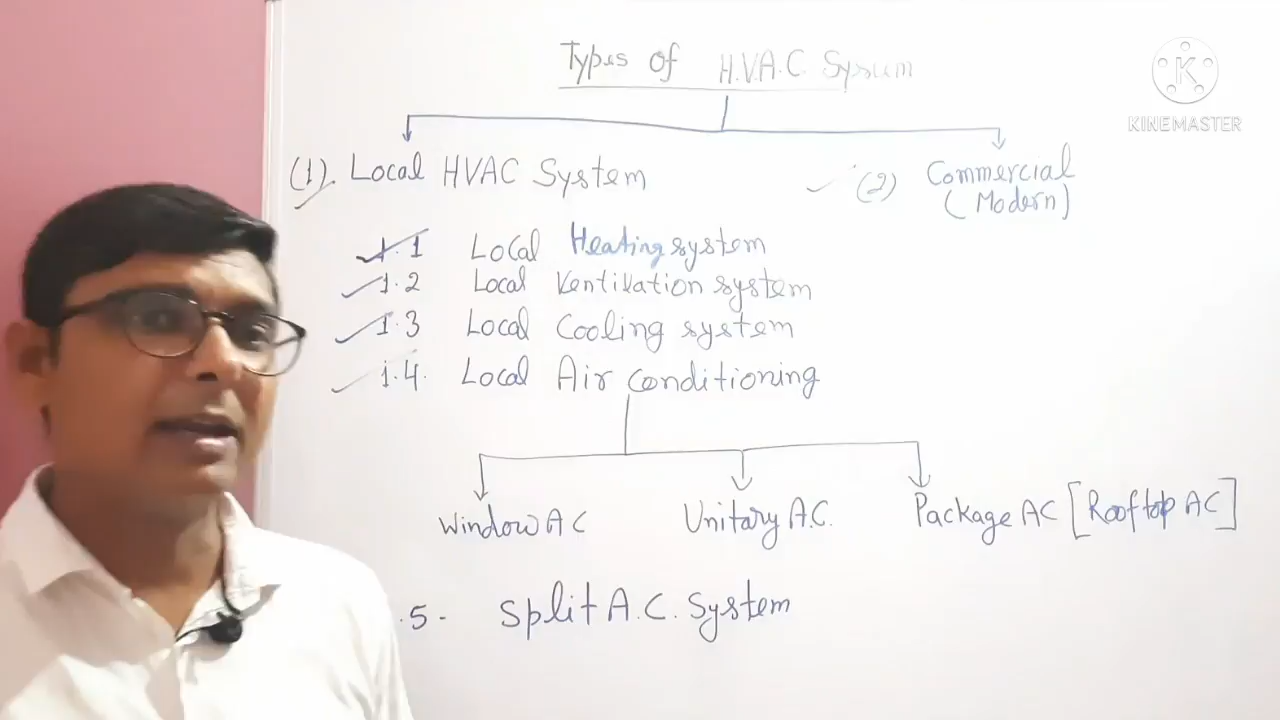 Types of H.V.A.C. System
K
KINEMASTER
(1). Local HVAC System
(2) Commercial
(Modern)
1.1 Local Heating system
1.2 Local Ventilation system
1.3 Local Cooling system
1.4. Local Air conditioning
Window AC
Unitary A.C.
Package AC [Rooftop AC]
.5- Split A.C. System